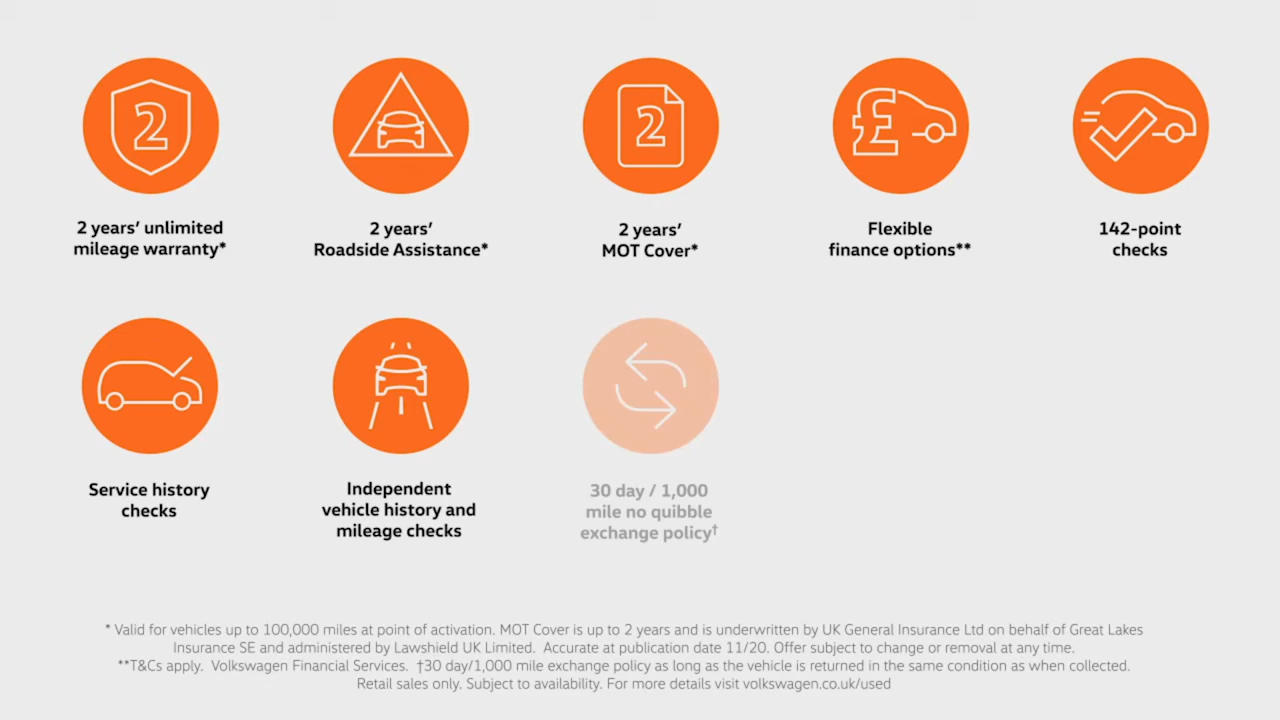 2
2
£
2 years’ unlimited
mileage warranty*
2 years’
Roadside Assistance*
2 years’
MOT Cover*
Flexible
finance options**
142-point
checks
Service history
checks
Independent
vehicle history and
mileage checks
30 day / 1,000
mile no quibble
exchange policy†
* Valid for vehicles up to 100,000 miles at point of activation. MOT Cover is up to 2 years and is underwritten by UK General Insurance Ltd on behalf of Great Lakes
Insurance SE and administered by Lawshield UK Limited. Accurate at publication date 11/20. Offer subject to change or removal at any time.
**T&Cs apply. Volkswagen Financial Services. †30 day/1,000 mile exchange policy as long as the vehicle is returned in the same condition as when collected.
Retail sales only. Subject to availability. For more details visit volkswagen.co.uk/used